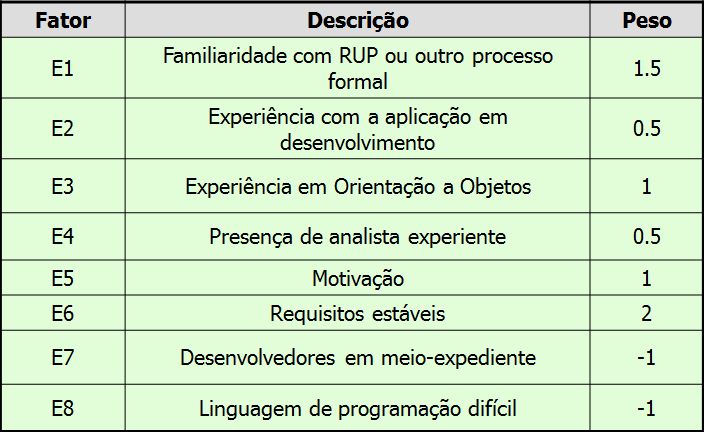 Fator Descrição Peso
E1 Familiaridade com RUP ou outro processo
formal 1.5
E2 Experiência com a aplicação em
desenvolvimento 0.5
E3 Experiência em Orientação a Objetos 1
E4 Presença de analista experiente 0.5
E5 Motivação 1
E6 Requisitos estáveis 2
E7 Desenvolvedores em meio-expediente -1
E8 Linguagem de programação difícil -1